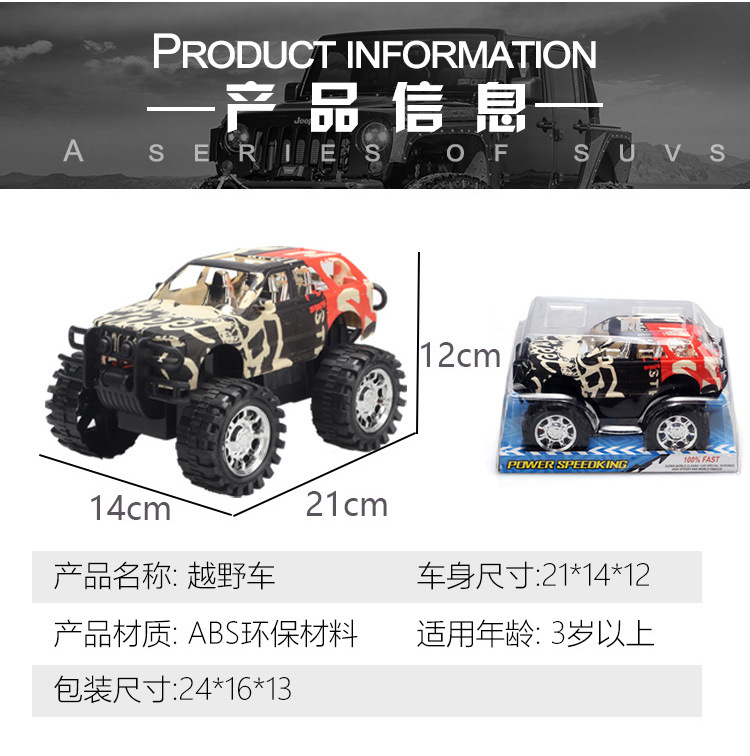 PRODUCT INFORMATION
产品信息
A SERIES OF SUVS
Jeep
12cm
14cm
21cm
POWER SPEEDKING
100% FAST
产品名称: 越野车
车身尺寸:21*14*12
产品材质: ABS环保材料
适用年龄: 3岁以上
包装尺寸:24*16*13